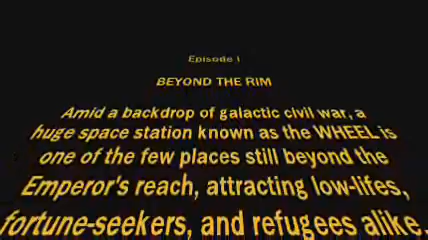 Episode I
BEYOND THE RIM
Amid a backdrop of galactic civil war, a
huge space station known as the WHEEL is
one of the few places still beyond the
Emperor's reach, attracting low-lifes,
fortune-seekers, and refugees alike.